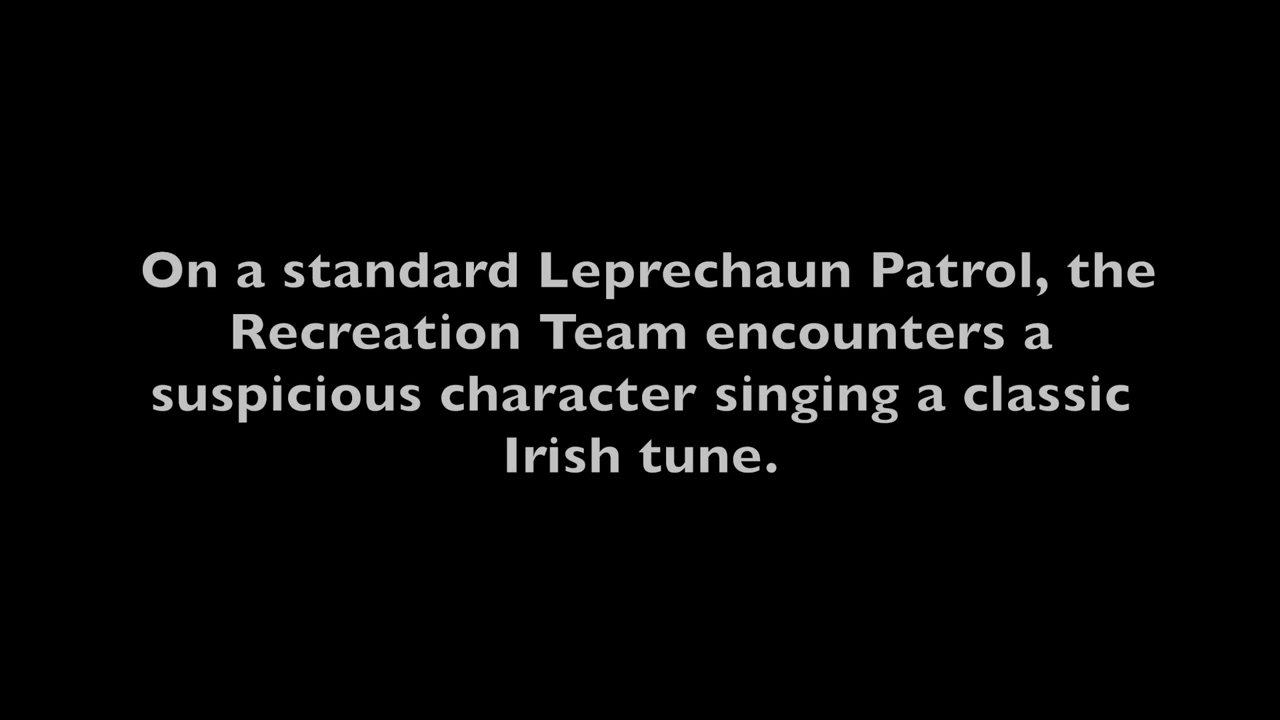 On a standard Leprechaun Patrol, the
Recreation Team encounters a
suspicious character singing a classic
Irish tune.